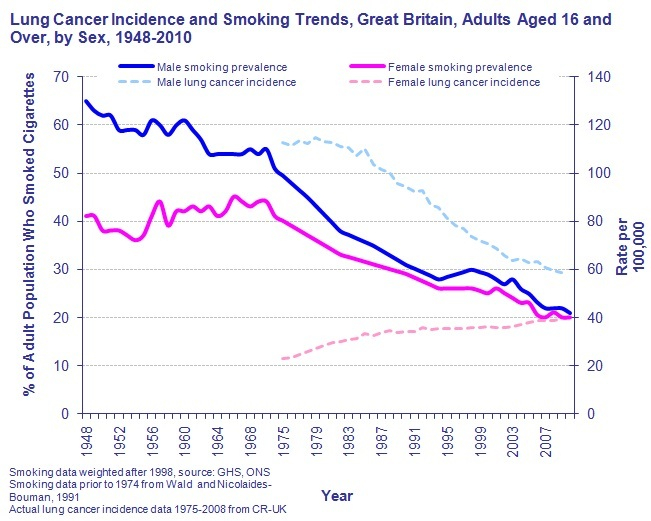 Lung Cancer Incidence and Smoking Trends, Great Britain, Adults Aged 16 and
Over, by Sex, 1948-2010
Male smoking prevalence
Female smoking prevalence
Male lung cancer incidence
Female lung cancer incidence
% of Adult Population Who Smoked Cigarettes
70
60
50
40
30
20
10
0
140
120
100
80
60
40
20
0
Rate per
100,000
1948
1952
1956
1960
1964
1968
1975
1979
1983
1987
1991
1995
1999
2003
2007
Year
Smoking data weighted after 1998, source: GHS, ONS
Smoking data prior to 1974 from Wald and Nicolaides-
Bouman, 1991
Actual lung cancer incidence data 1975-2008 from CR-UK